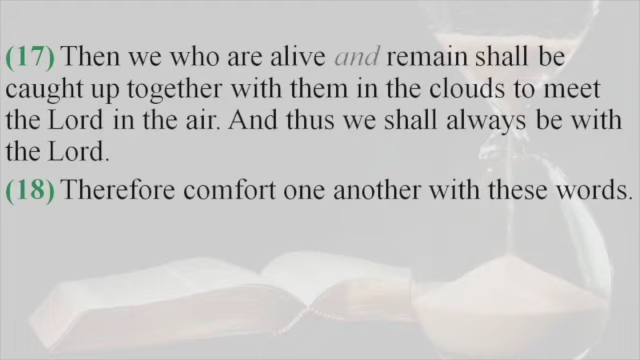 (17) Then we who are alive and remain shall be
caught up together with them in the clouds to meet
the Lord in the air. And thus we shall always be with
the Lord.
(18) Therefore comfort one another with these words.